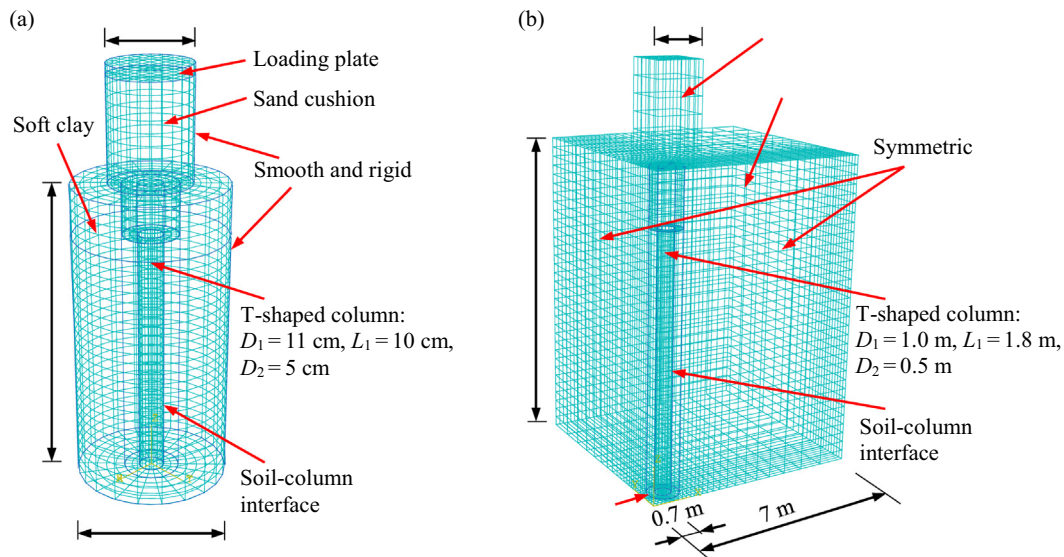 (a)
Loading plate
Sand cushion
Soft clay
Smooth and rigid
T-shaped column:
D₁ = 11 cm, L₁ = 10 cm,
D₂ = 5 cm
Soil-column
interface
(b)
Symmetric
T-shaped column:
D₁ = 1.0 m, L₁ = 1.8 m,
D₂ = 0.5 m
Soil-column
interface
0.7 m
7 m